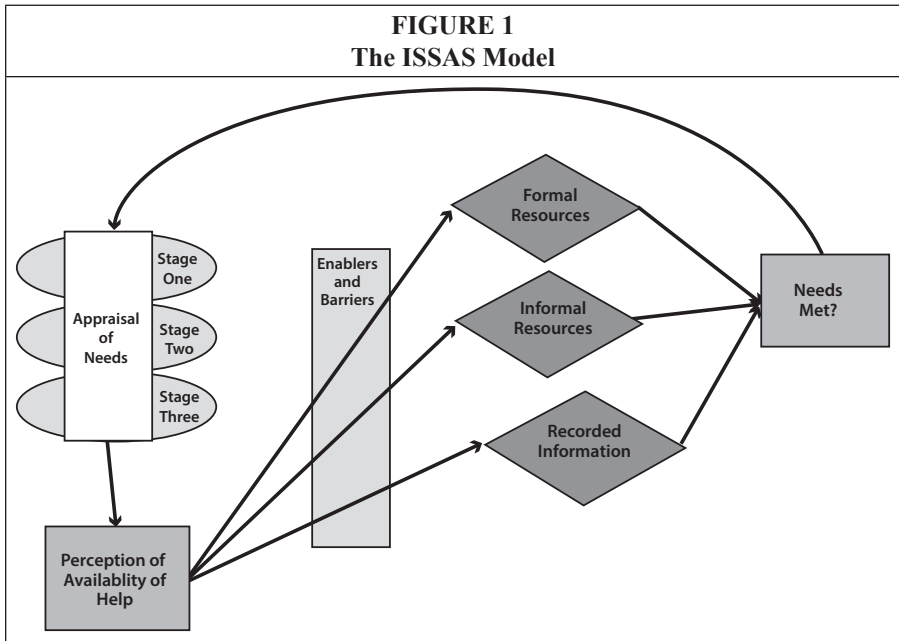 FIGURE 1
The ISSAS Model
Stage
One
Appraisal
of
Needs
Stage
Two
Stage
Three
Perception of
Availablity of
Help
Enablers
and
Barriers
Formal
Resources
Informal
Resources
Recorded
Information
Needs
Met?